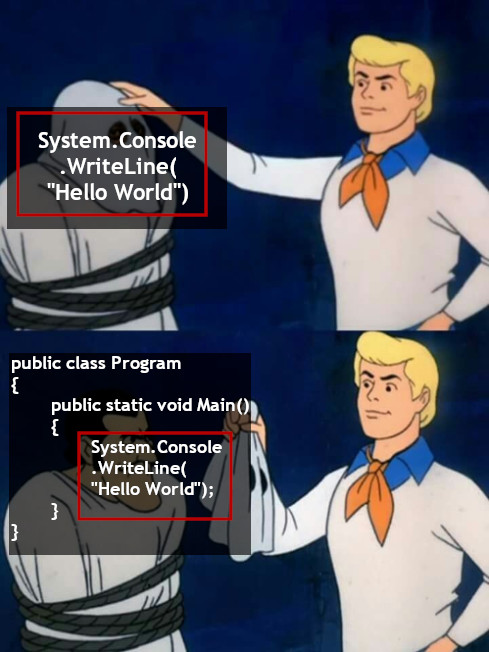 System.Console
.WriteLine(
"Hello World")
public class Program
{
public static void Main()
{
System.Console
.WriteLine(
"Hello World");
}
}